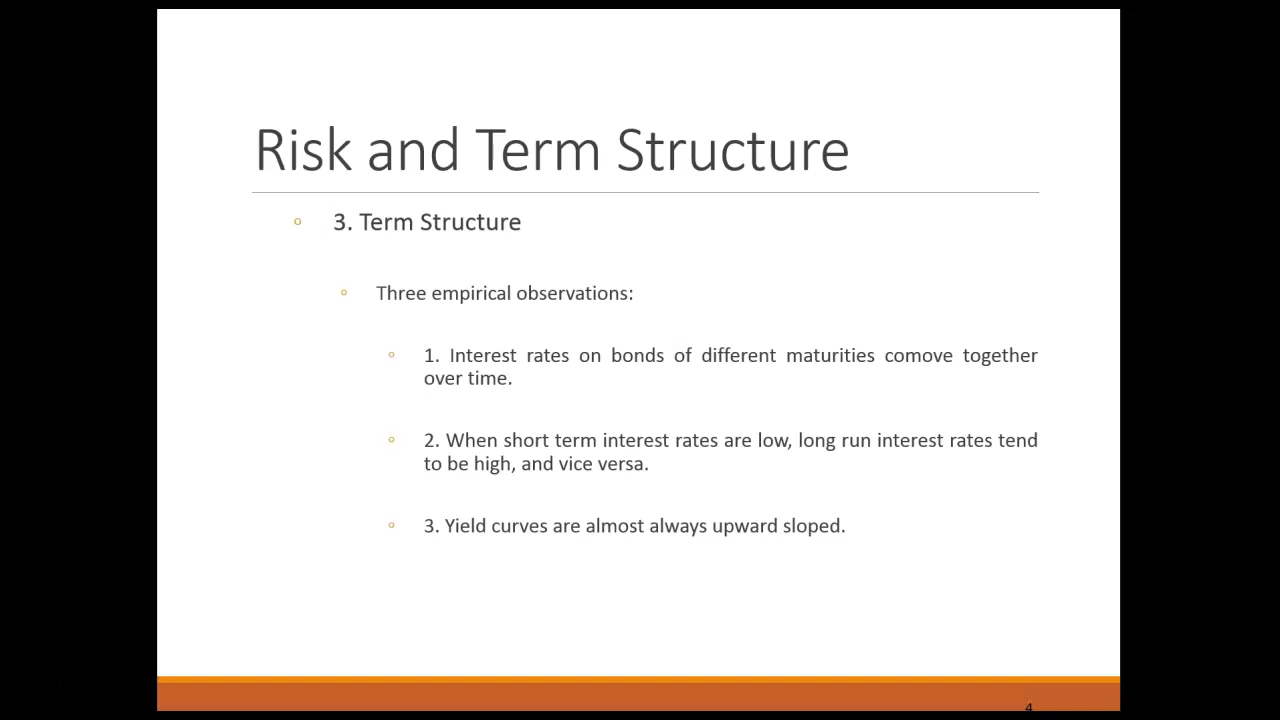 Risk and Term Structure
3. Term Structure
Three empirical observations:
1. Interest rates on bonds of different maturities comove together
over time.
2. When short term interest rates are low, long run interest rates tend
to be high, and vice versa.
3. Yield curves are almost always upward sloped.
4